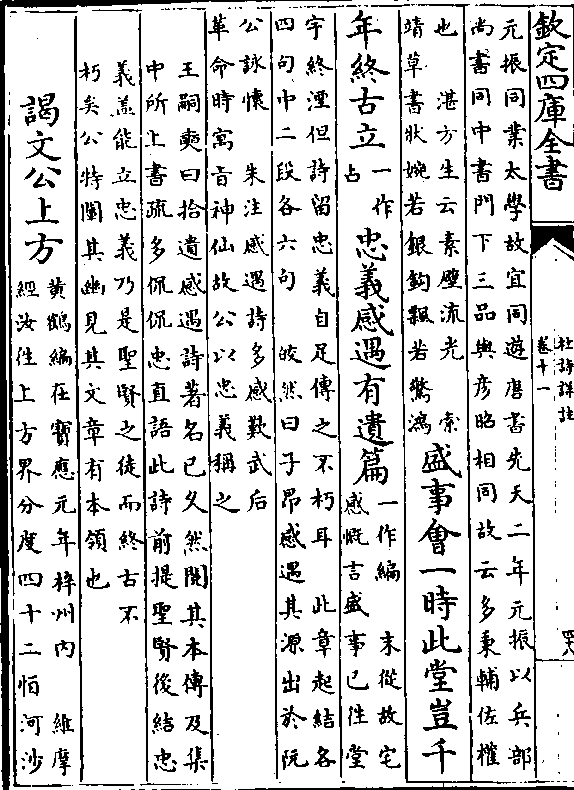 欽定四庫全書
杜詩詳註
卷十一
元振同業太學故宜同遊唐書先天二年元振以兵部
尚書同中書門下三品與彥昭相同故云多秉輔佐權
也　湛方生云素壁流光　索
靖草書狀婉若銀鈎飄若驚鴻
盛事會一時此堂豈千
年終古立
一作
占
忠義感遇有遺篇
一作編　末從故宅
感慨言盛事已往堂
宇終湮但詩留忠義自足傳之不朽耳　此章起結各
四句中二段各六句　皎然曰子昂感遇其源出於阮
公詠懷　朱注感遇詩多感歎武后
革命時寓旨神仙故公以忠義稱之
王嗣奭曰拾遺感遇詩著名已久然閱其本傳及集
中所上書疏多侃侃忠直語此詩前提聖賢後結忠
義盖能立忠義乃是聖賢之徒而終古不
朽矣公特闡其幽見其文章有本領也
謁文公上方
黃鶴編在寶應元年梓州内　維摩
經汝往上方界分度四十二恒河沙